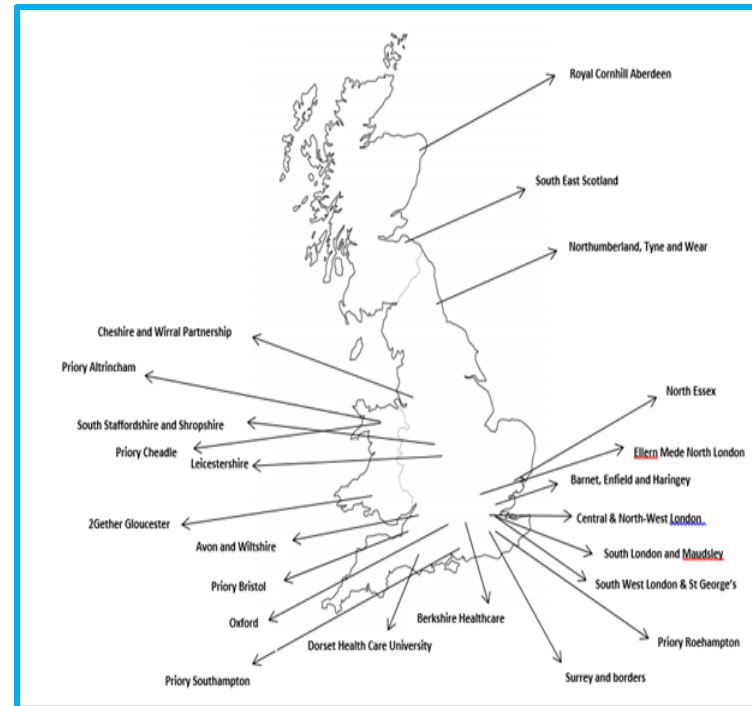 Royal Cornhill Aberdeen
South East Scotland
Northumberland, Tyne and Wear
Cheshire and Wirral Partnership
Priory Altrincham
North Essex
South Staffordshire and Shropshire
Priory Cheadle
Ellern Mede North London
Leicestershire
Barnet, Enfield and Haringey
2Gether Gloucester
Central & North-West London
Avon and Wiltshire
South London and Maudsley
Priory Bristol
South West London & St George's
Oxford
Berkshire Healthcare
Dorset Health Care University
Priory Roehampton
Priory Southampton
Surrey and borders